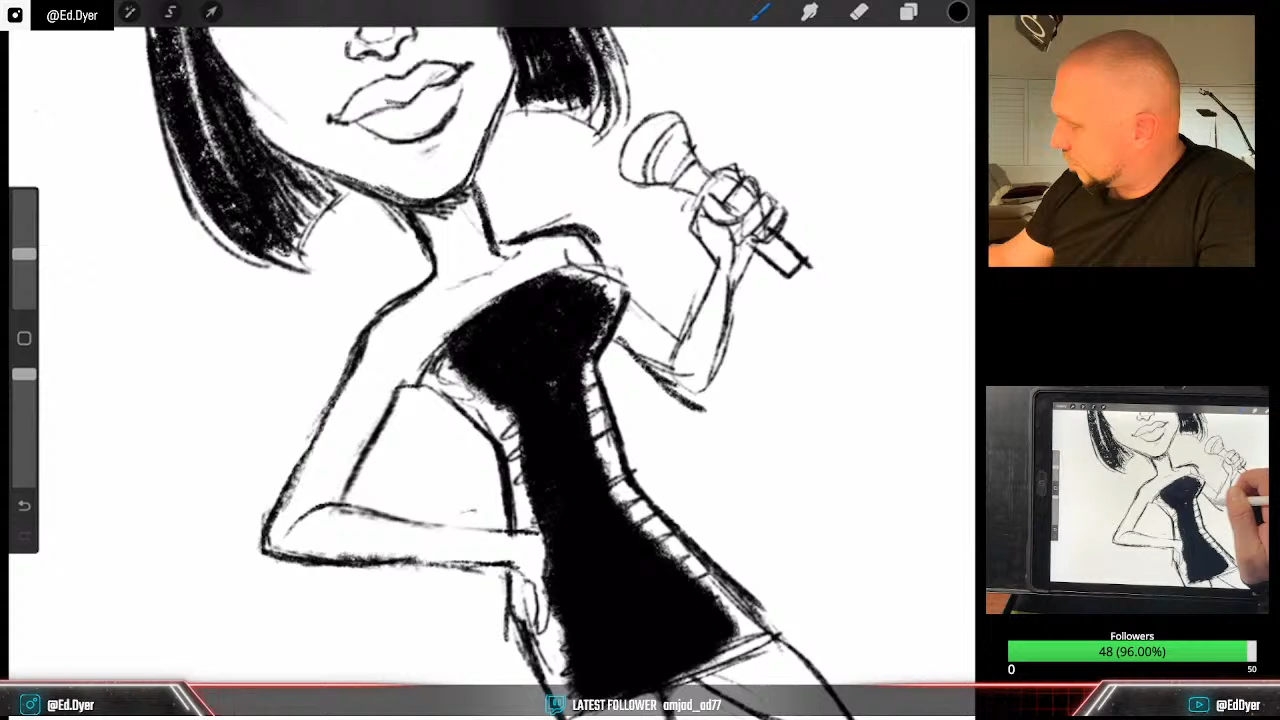 @Ed.Dyer
Followers
48 (96.00%)
0
50
@Ed.Dyer
LATEST FOLLOWER amjad_ad77
@EdDyer